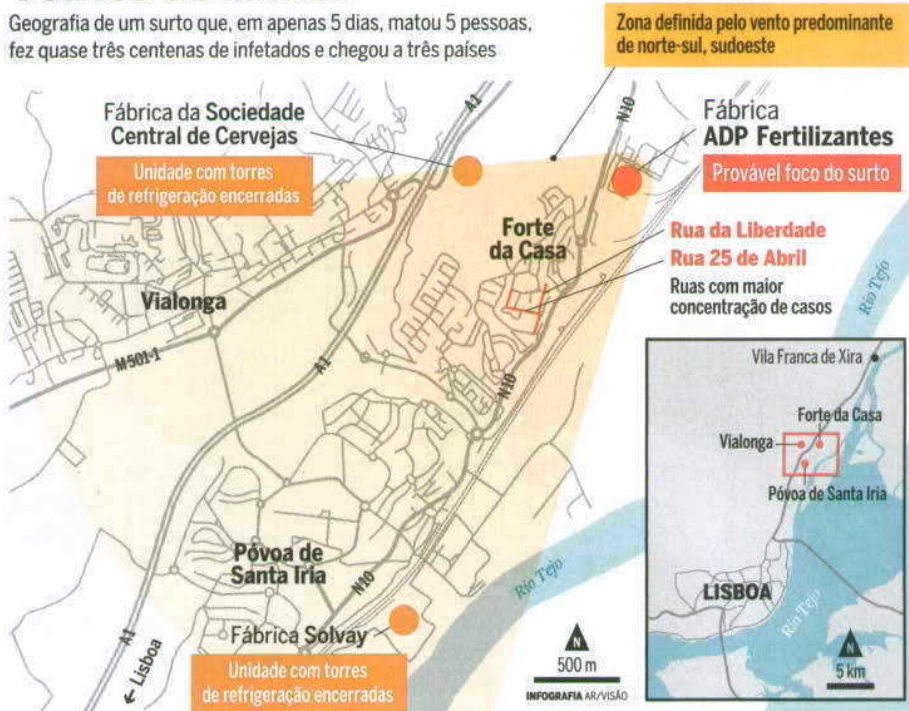 Geografia de um surto que, em apenas 5 dias, matou 5 pessoas,
fez quase três centenas de infetados e chegou a três países
Zona definida pelo vento predominante
de norte-sul, sudoeste
Fábrica da Sociedade
Central de Cervejas
Unidade com torres
de refrigeração encerradas
A1
N10
Fábrica
ADP Fertilizantes
Provável foco do surto
Forte
da Casa
Rua da Liberdade
Rua 25 de Abril
Ruas com maior
concentração de casos
Rio Tejo
Vialonga
M501-1
A1
N10
Vila Franca de Xira
Forte da Casa
Vialonga
Póvoa de Santa Iria
LISBOA
Rio Tejo
N
5 km
Póvoa de
Santa Iria
N10
Rio Tejo
Fábrica Solvay
Unidade com torres
de refrigeração encerradas
A1
← Lisboa
N
500 m
INFOGRAFIA AR/VISÃO